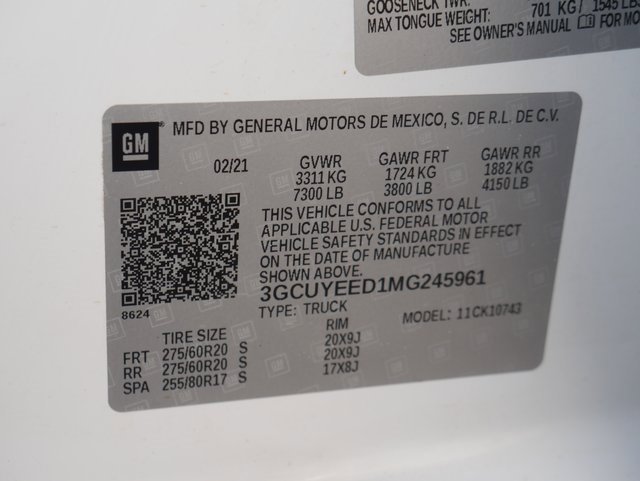 GOOSENECK TWR:
MAX TONGUE WEIGHT: 701 KG/ 1545 LB
SEE OWNER'S MANUAL FOR MO
GM ® MFD BY GENERAL MOTORS DE MEXICO, S. DE R.L. DE C.V.
02/21 GVWR GAWR FRT GAWR RR
3311 KG 1724 KG 1882 KG
7300 LB 3800 LB 4150 LB
THIS VEHICLE CONFORMS TO ALL
APPLICABLE U.S. FEDERAL MOTOR
VEHICLE SAFETY STANDARDS IN EFFECT
ON THE DATE OF MANUFACTURE
SHOWN ABOVE.
3GCUYEED1MG245961
8624 TYPE: TRUCK MODEL: 11CK10743
TIRE SIZE RIM
FRT 275/60R20 S 20X9J
RR 275/60R20 S 20X9J
SPA 255/80R17 S 17X8J